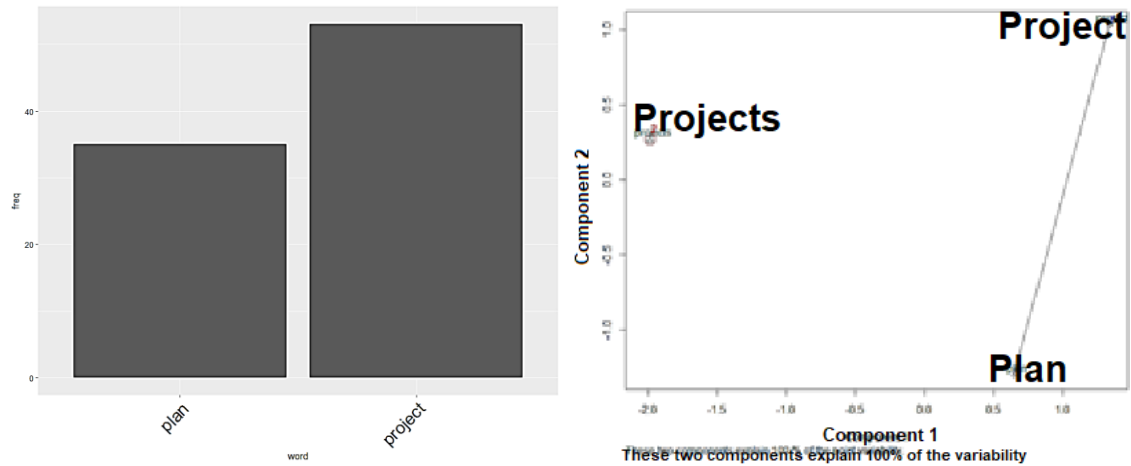 freq
40
20
0
plan
project
word
Component 2
1.0
0.5
0.0
-0.5
-1.0
Project
Projects
projects
Plan
-2.0 -1.5 -1.0 -0.5 0.0 0.5 1.0
Component 1
These two components explain 100% of the variability